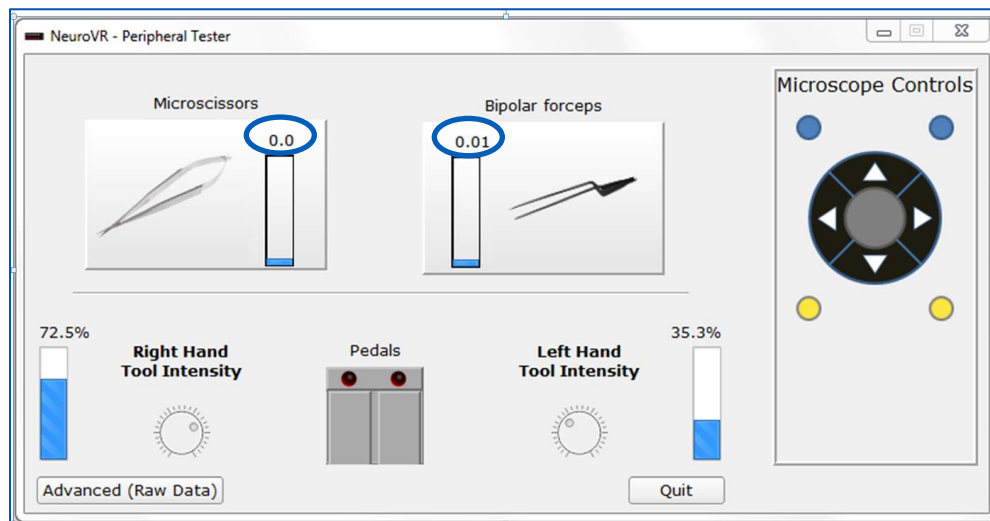 NeuroVR - Peripheral Tester
Microscissors
0.0
Bipolar forceps
0.01
Microscope Controls
72.5%
Right Hand
Tool Intensity
Pedals
Left Hand
Tool Intensity
35.3%
Advanced (Raw Data)
Quit